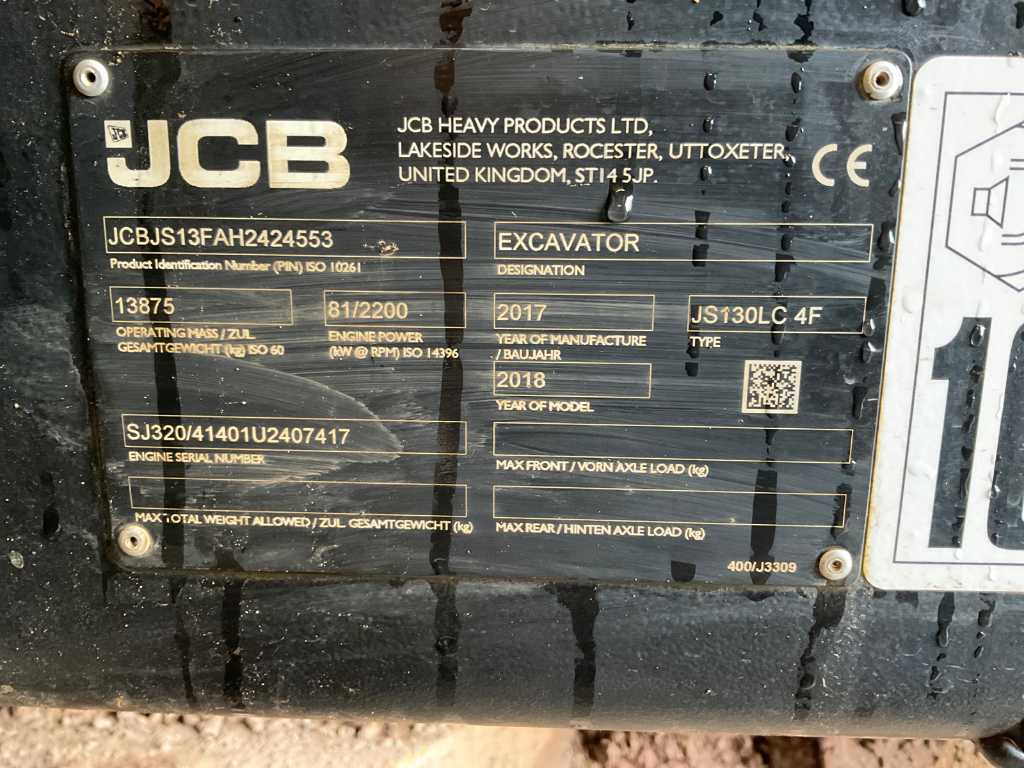 JCB
JCB HEAVY PRODUCTS LTD,
LAKESIDE WORKS, ROCESTER, UTTOXETER,
UNITED KINGDOM, ST14 5JP.
CE
JCBJS13FAH2424553
Product Identification Number (PIN) ISO 10261
EXCAVATOR
DESIGNATION
13875
OPERATING MASS / ZUL.
GESAMTGEWICHT (kg) ISO 60
81/2200
ENGINE POWER
(kW @ RPM) ISO 14396
2017
YEAR OF MANUFACTURE
/ BAUJAHR
JS130LC 4F
TYPE
2018
YEAR OF MODEL
SJ320/41401U2407417
ENGINE SERIAL NUMBER
MAX FRONT / VORN AXLE LOAD (kg)
MAX TOTAL WEIGHT ALLOWED / ZUL. GESAMTGEWICHT (kg)
MAX REAR / HINTEN AXLE LOAD (kg)
400/J3309